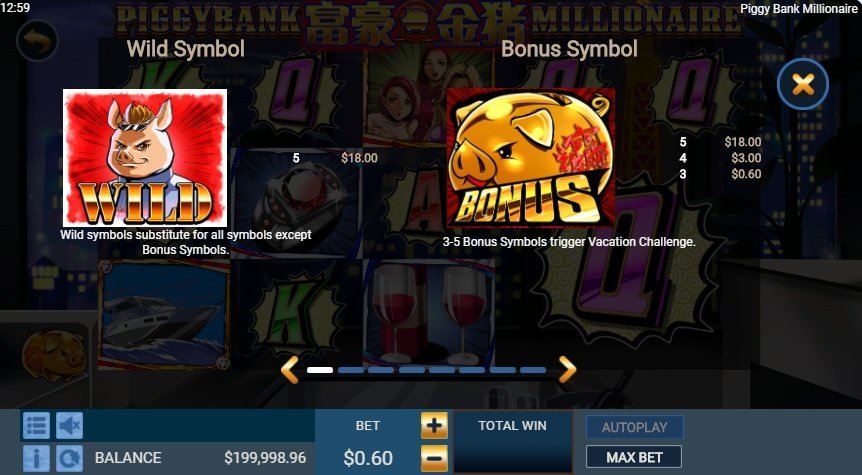 12:59
Piggy Bank Millionaire
PIGGYBANK 富豪金猪 MILLIONAIRE
Wild Symbol
Bonus Symbol
WILD
5 $18.00
BONUS
5 $18.00
4 $3.00
3 $0.60
Wild symbols substitute for all symbols except
Bonus Symbols.
3-5 Bonus Symbols trigger Vacation Challenge.
K
Q
Q
A
Q
K
BET
TOTAL WIN
AUTOPLAY
BALANCE $199,998.96
$0.60
MAX BET